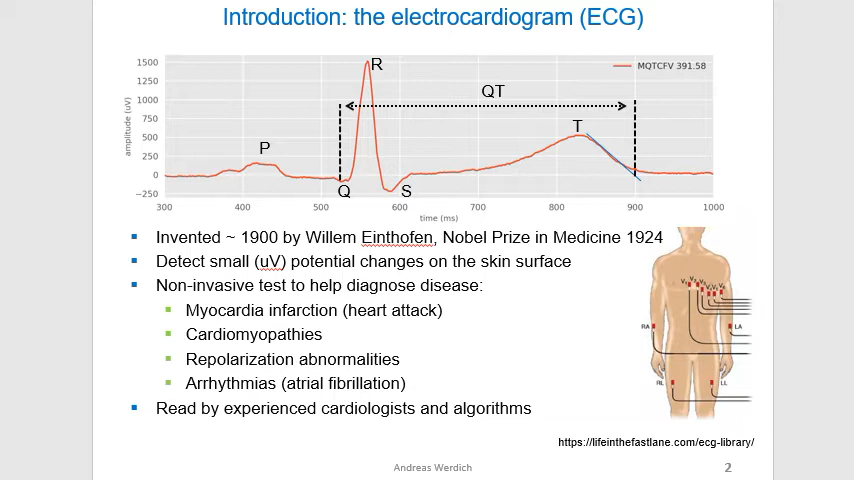 Introduction: the electrocardiogram (ECG)
MQTCFV 391.58
amplitude (uV)
1500
1250
1000
750
500
250
0
−250
P
Q
R
S
T
QT
300 400 500 600 700 800 900 1000
time (ms)
Invented ~ 1900 by Willem Einthofen, Nobel Prize in Medicine 1924
Detect small (uV) potential changes on the skin surface
Non-invasive test to help diagnose disease:
Myocardia infarction (heart attack)
Cardiomyopathies
Repolarization abnormalities
Arrhythmias (atrial fibrillation)
Read by experienced cardiologists and algorithms
V1 V2
RA
LA
RL
LL
https://lifeinthefastlane.com/ecg-library/
Andreas Werdich
2